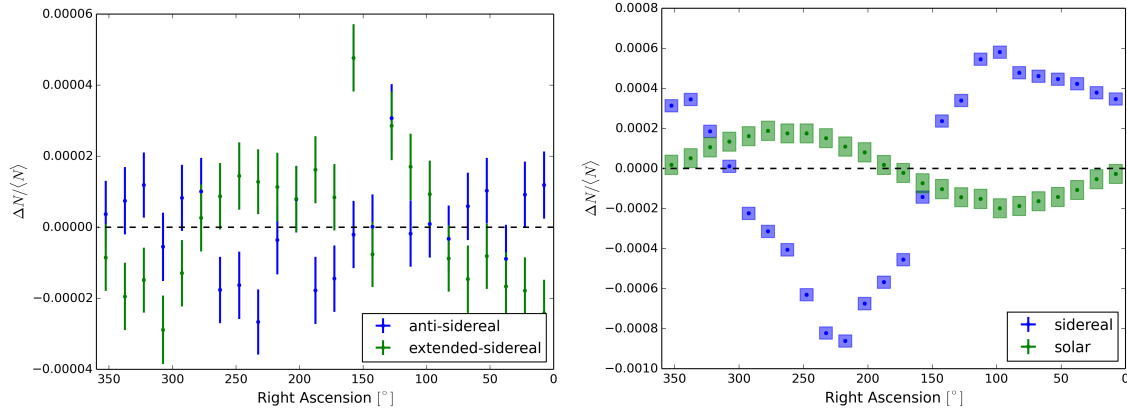 0.00006
0.00004
0.00002
0.00000
−0.00002
−0.00004
ΔN/⟨N⟩
350 300 250 200 150 100 50 0
Right Ascension [°]
anti-sidereal
extended-sidereal
0.0008
0.0006
0.0004
0.0002
0.0000
−0.0002
−0.0004
−0.0006
−0.0008
−0.0010
ΔN/⟨N⟩
350 300 250 200 150 100 50 0
Right Ascension [°]
sidereal
solar